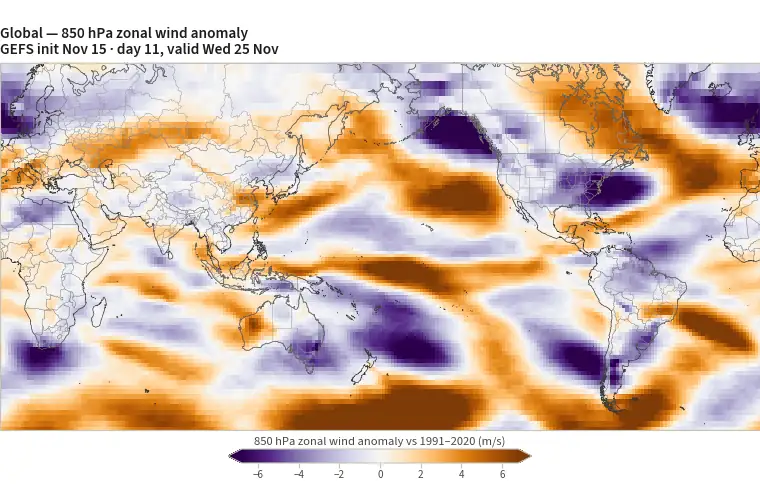 Global — 850 hPa zonal wind anomaly
GEFS init Nov 15 · day 11, valid Wed 25 Nov
850 hPa zonal wind anomaly vs 1991–2020 (m/s)
−6 −4 −2 0 2 4 6